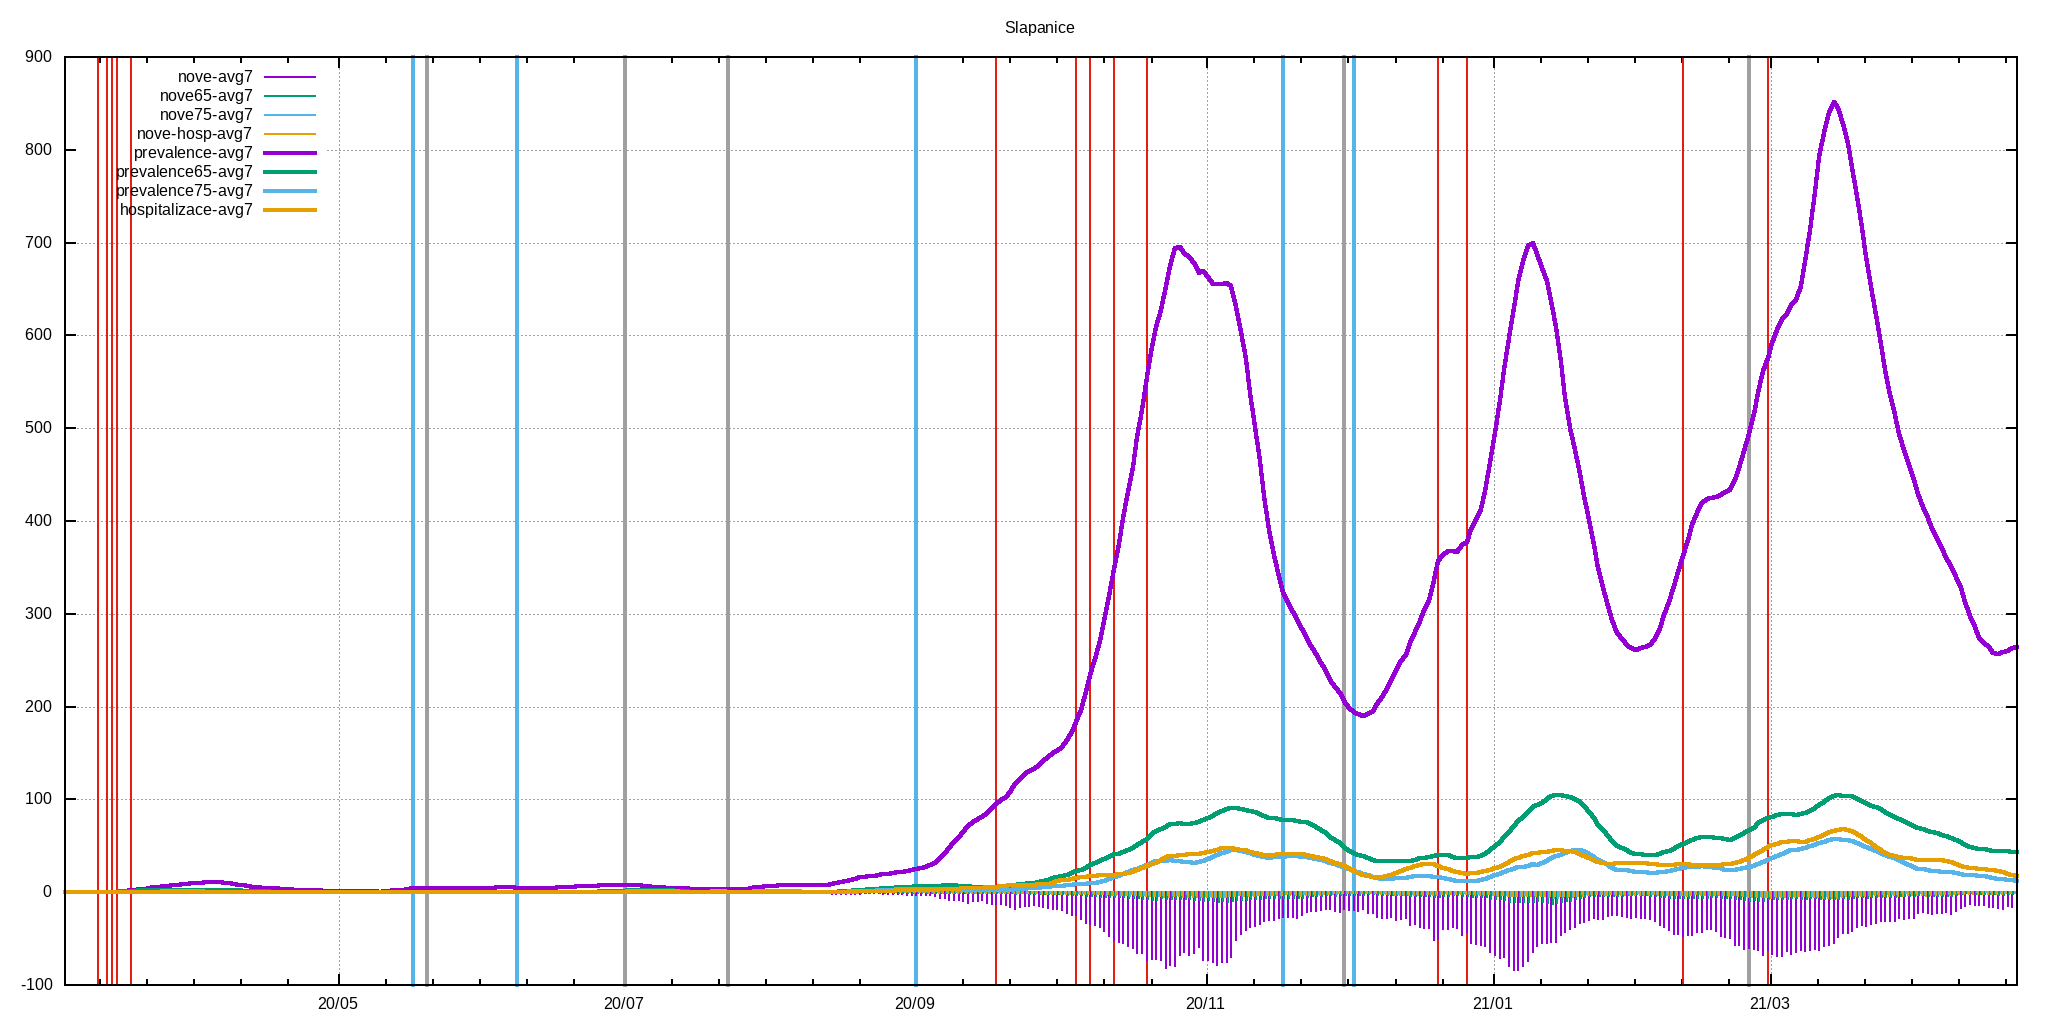 Slapanice
900
800
700
600
500
400
300
200
100
0
-100
nove-avg7
nove65-avg7
nove75-avg7
nove-hosp-avg7
prevalence-avg7
prevalence65-avg7
prevalence75-avg7
hospitalizace-avg7
20/05 20/07 20/09 20/11 21/01 21/03